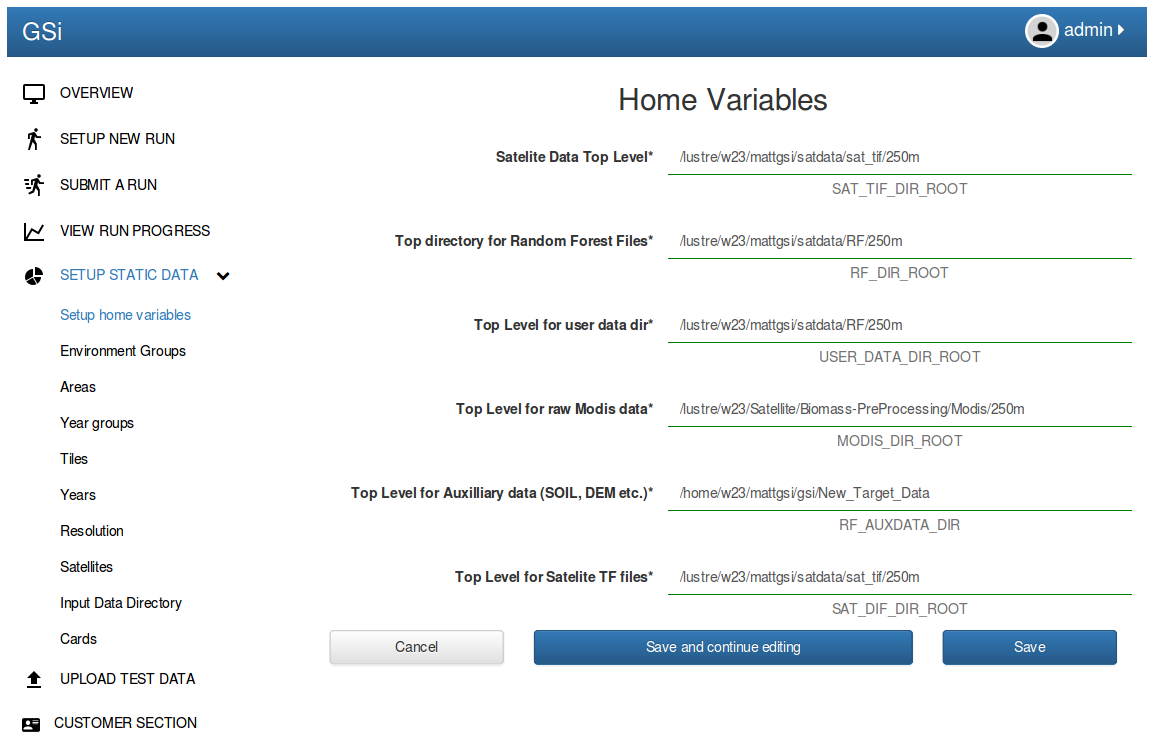 GSi
admin
OVERVIEW
SETUP NEW RUN
SUBMIT A RUN
VIEW RUN PROGRESS
SETUP STATIC DATA
Setup home variables
Environment Groups
Areas
Year groups
Tiles
Years
Resolution
Satellites
Input Data Directory
Cards
UPLOAD TEST DATA
CUSTOMER SECTION
Home Variables
Satelite Data Top Level* /lustre/w23/mattgsi/satdata/sat_tif/250m
SAT_TIF_DIR_ROOT
Top directory for Random Forest Files* /lustre/w23/mattgsi/satdata/RF/250m
RF_DIR_ROOT
Top Level for user data dir* /lustre/w23/mattgsi/satdata/RF/250m
USER_DATA_DIR_ROOT
Top Level for raw Modis data* /lustre/w23/Satellite/Biomass-PreProcessing/Modis/250m
MODIS_DIR_ROOT
Top Level for Auxilliary data (SOIL, DEM etc.)* /home/w23/mattgsi/gsi/New_Target_Data
RF_AUXDATA_DIR
Top Level for Satelite TF files* /lustre/w23/mattgsi/satdata/sat_tif/250m
SAT_DIF_DIR_ROOT
Cancel Save and continue editing Save